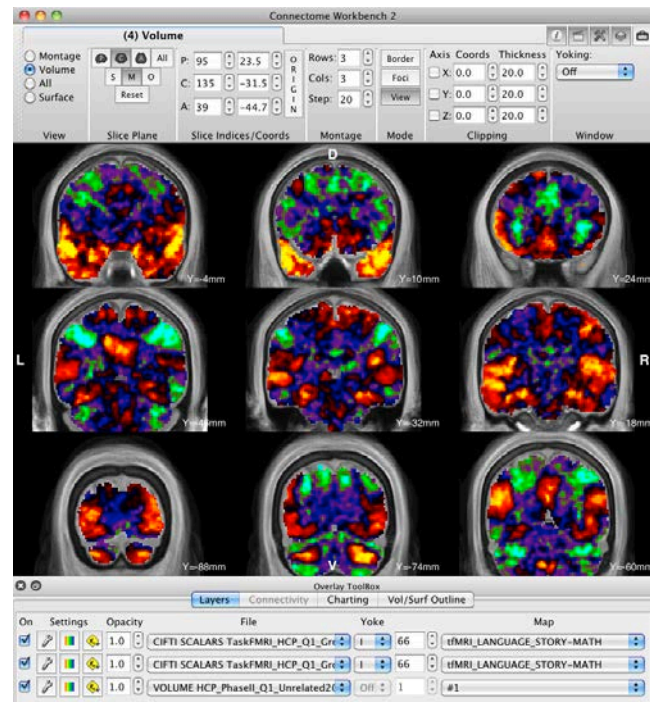 Connectome Workbench 2
(4) Volume
Montage
Volume
All
Surface
View
P C A All
S M O
Reset
Slice Plane
P: 95 23.5
C: 135 -31.5
A: 39 -44.7
ORIGIN
Slice Indices/Coords
Rows: 3
Cols: 3
Step: 20
Montage
Border
Foci
View
Mode
Axis Coords Thickness
X: 0.0 20.0
Y: 0.0 20.0
Z: 0.0 20.0
Clipping
Yoking:
Off
Window
D
Y=-4mm
Y=10mm
Y=24mm
L
R
Y=-32mm
Y=-18mm
Y=-88mm
V
Y=-74mm
Y=-60mm
Overlay ToolBox
Layers Connectivity Charting Vol/Surf Outline
On Settings Opacity File Yoke Map
1.0 CIFTI SCALARS TaskFMRI_HCP_Q1_Gr I 66 tfMRI_LANGUAGE_STORY-MATH
1.0 CIFTI SCALARS TaskFMRI_HCP_Q1_Gr I 66 tfMRI_LANGUAGE_STORY-MATH
1.0 VOLUME HCP_PhaseII_Q1_Unrelated2 Off 1 #1